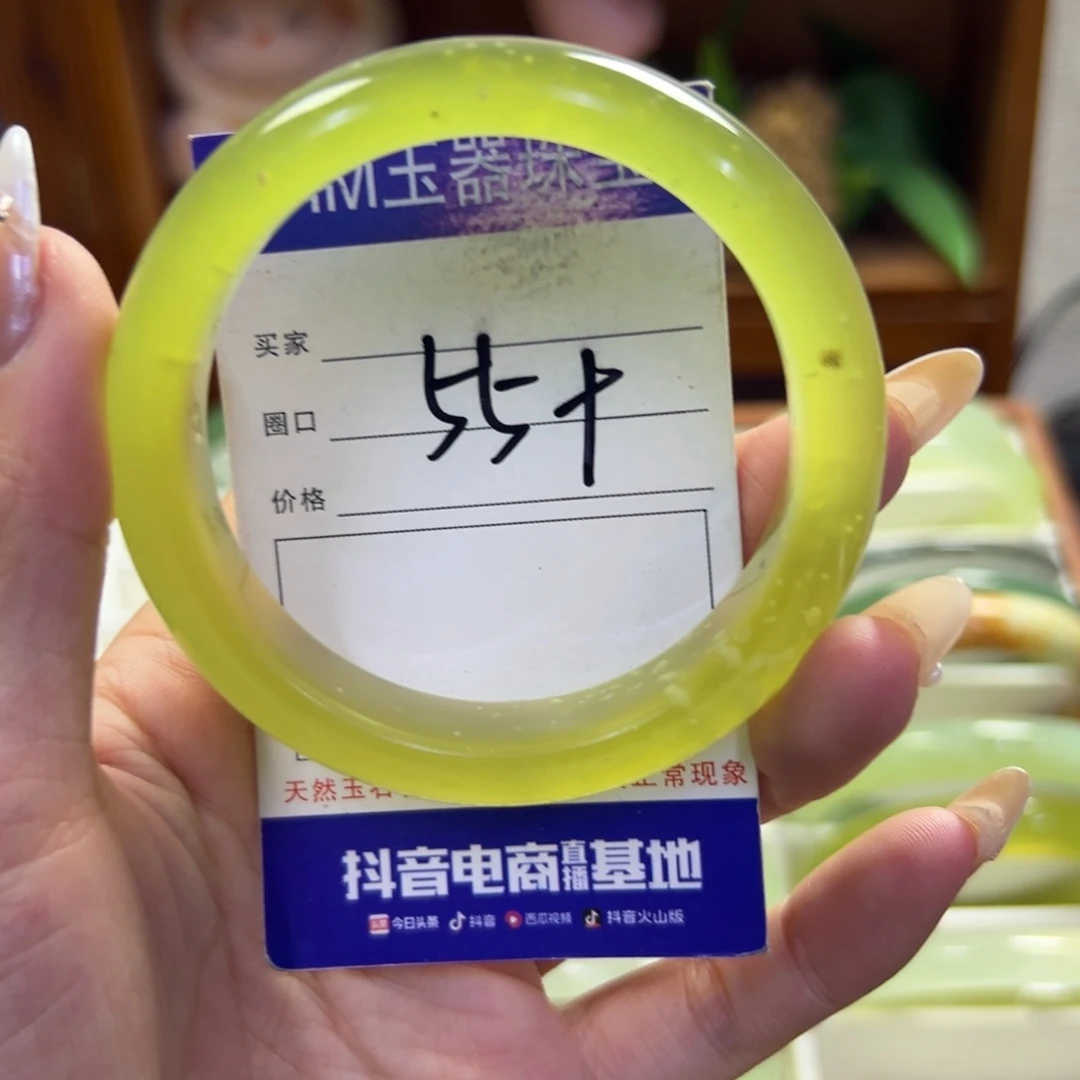 玉器珠宝
买家
圈口
55+
价格
天然玉石
正常现象
抖音电商直播基地
今日头条 抖音 西瓜视频 抖音火山版